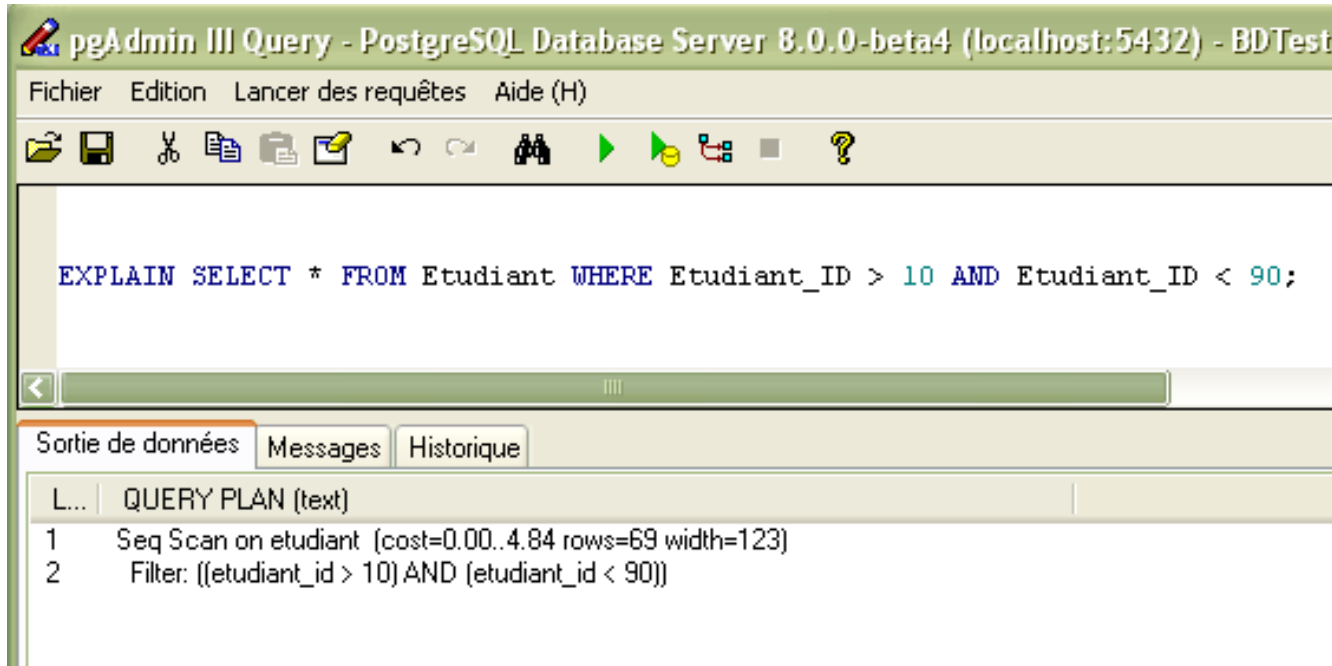 pgAdmin III Query - PostgreSQL Database Server 8.0.0-beta4 (localhost:5432) - BDTest
Fichier Edition Lancer des requêtes Aide (H)
EXPLAIN SELECT * FROM Etudiant WHERE Etudiant_ID > 10 AND Etudiant_ID < 90;
Sortie de données Messages Historique
L... QUERY PLAN (text)
1 Seq Scan on etudiant (cost=0.00..4.84 rows=69 width=123)
2 Filter: ((etudiant_id > 10) AND (etudiant_id < 90))